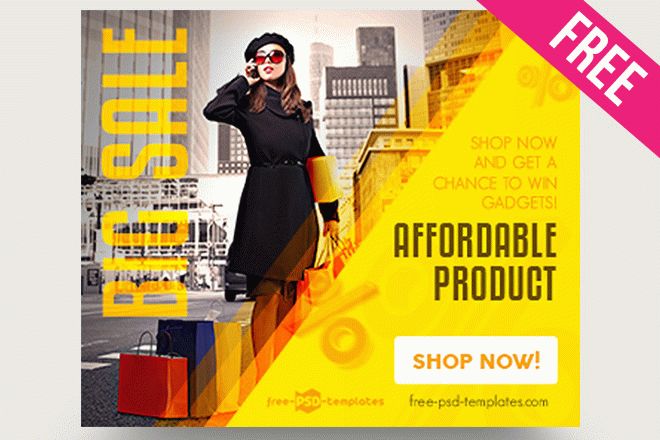 FREE
BIG SALE
SHOP NOW
AND GET A
CHANCE TO WIN
GADGETS!
AFFORDABLE
PRODUCT
SHOP NOW!
free-PSD-templates
free-psd-templates.com
%
%